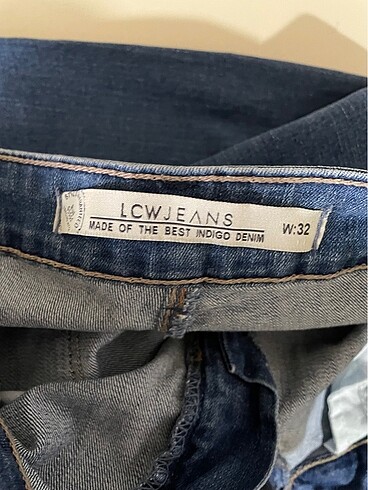 LCWJEANS
MADE OF THE BEST INDIGO DENIM
W:32